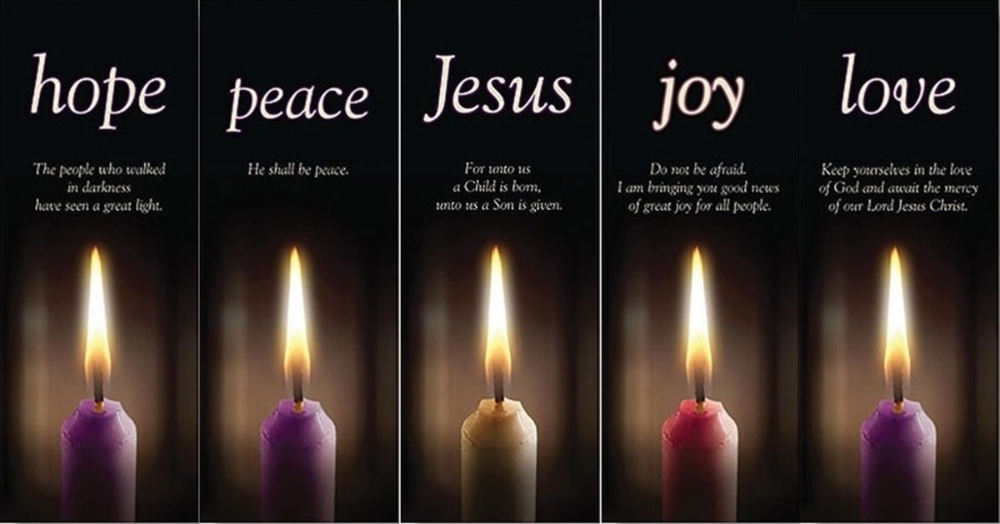 hope
The people who walked
in darkness
have seen a great light.
peace
He shall be peace.
Jesus
For unto us
a Child is born,
unto us a Son is given.
joy
Do not be afraid.
I am bringing you good news
of great joy for all people.
love
Keep yourselves in the love
of God and await the mercy
of our Lord Jesus Christ.